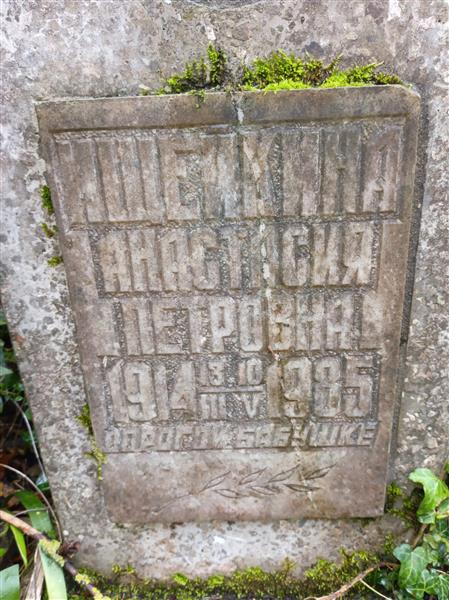 АНАСТАСИЯ
ПЕТРОВНА
1914 13.10 1985
III V
ДОРОГОЙ БАБУШКЕ